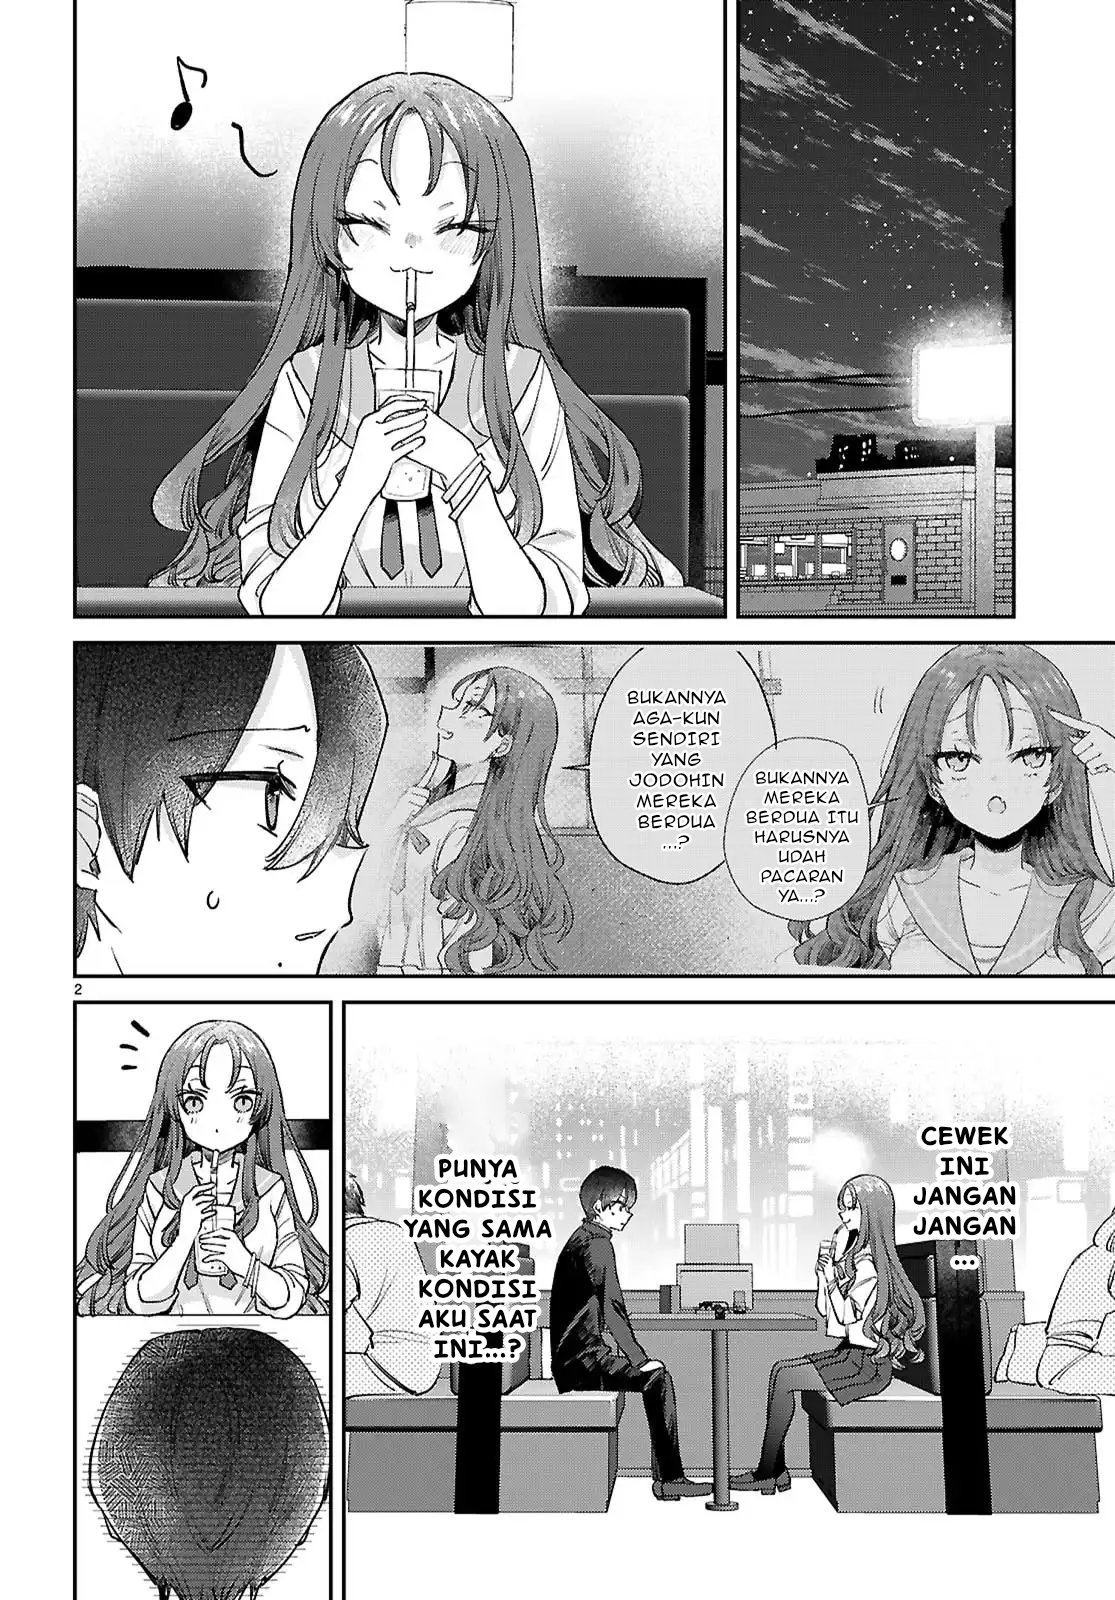 BUKANNYA
MEREKA
BERDUA ITU
HARUSNYA
UDAH
PACARAN
YA...?
BUKANNYA
AGA-KUN
SENDIRI
YANG
JODOHIN
MEREKA
BERDUA
...?
2
CEWEK
INI
JANGAN
JANGAN
...
PUNYA
KONDISI
YANG SAMA
KAYAK
KONDISI
AKU SAAT
INI...?